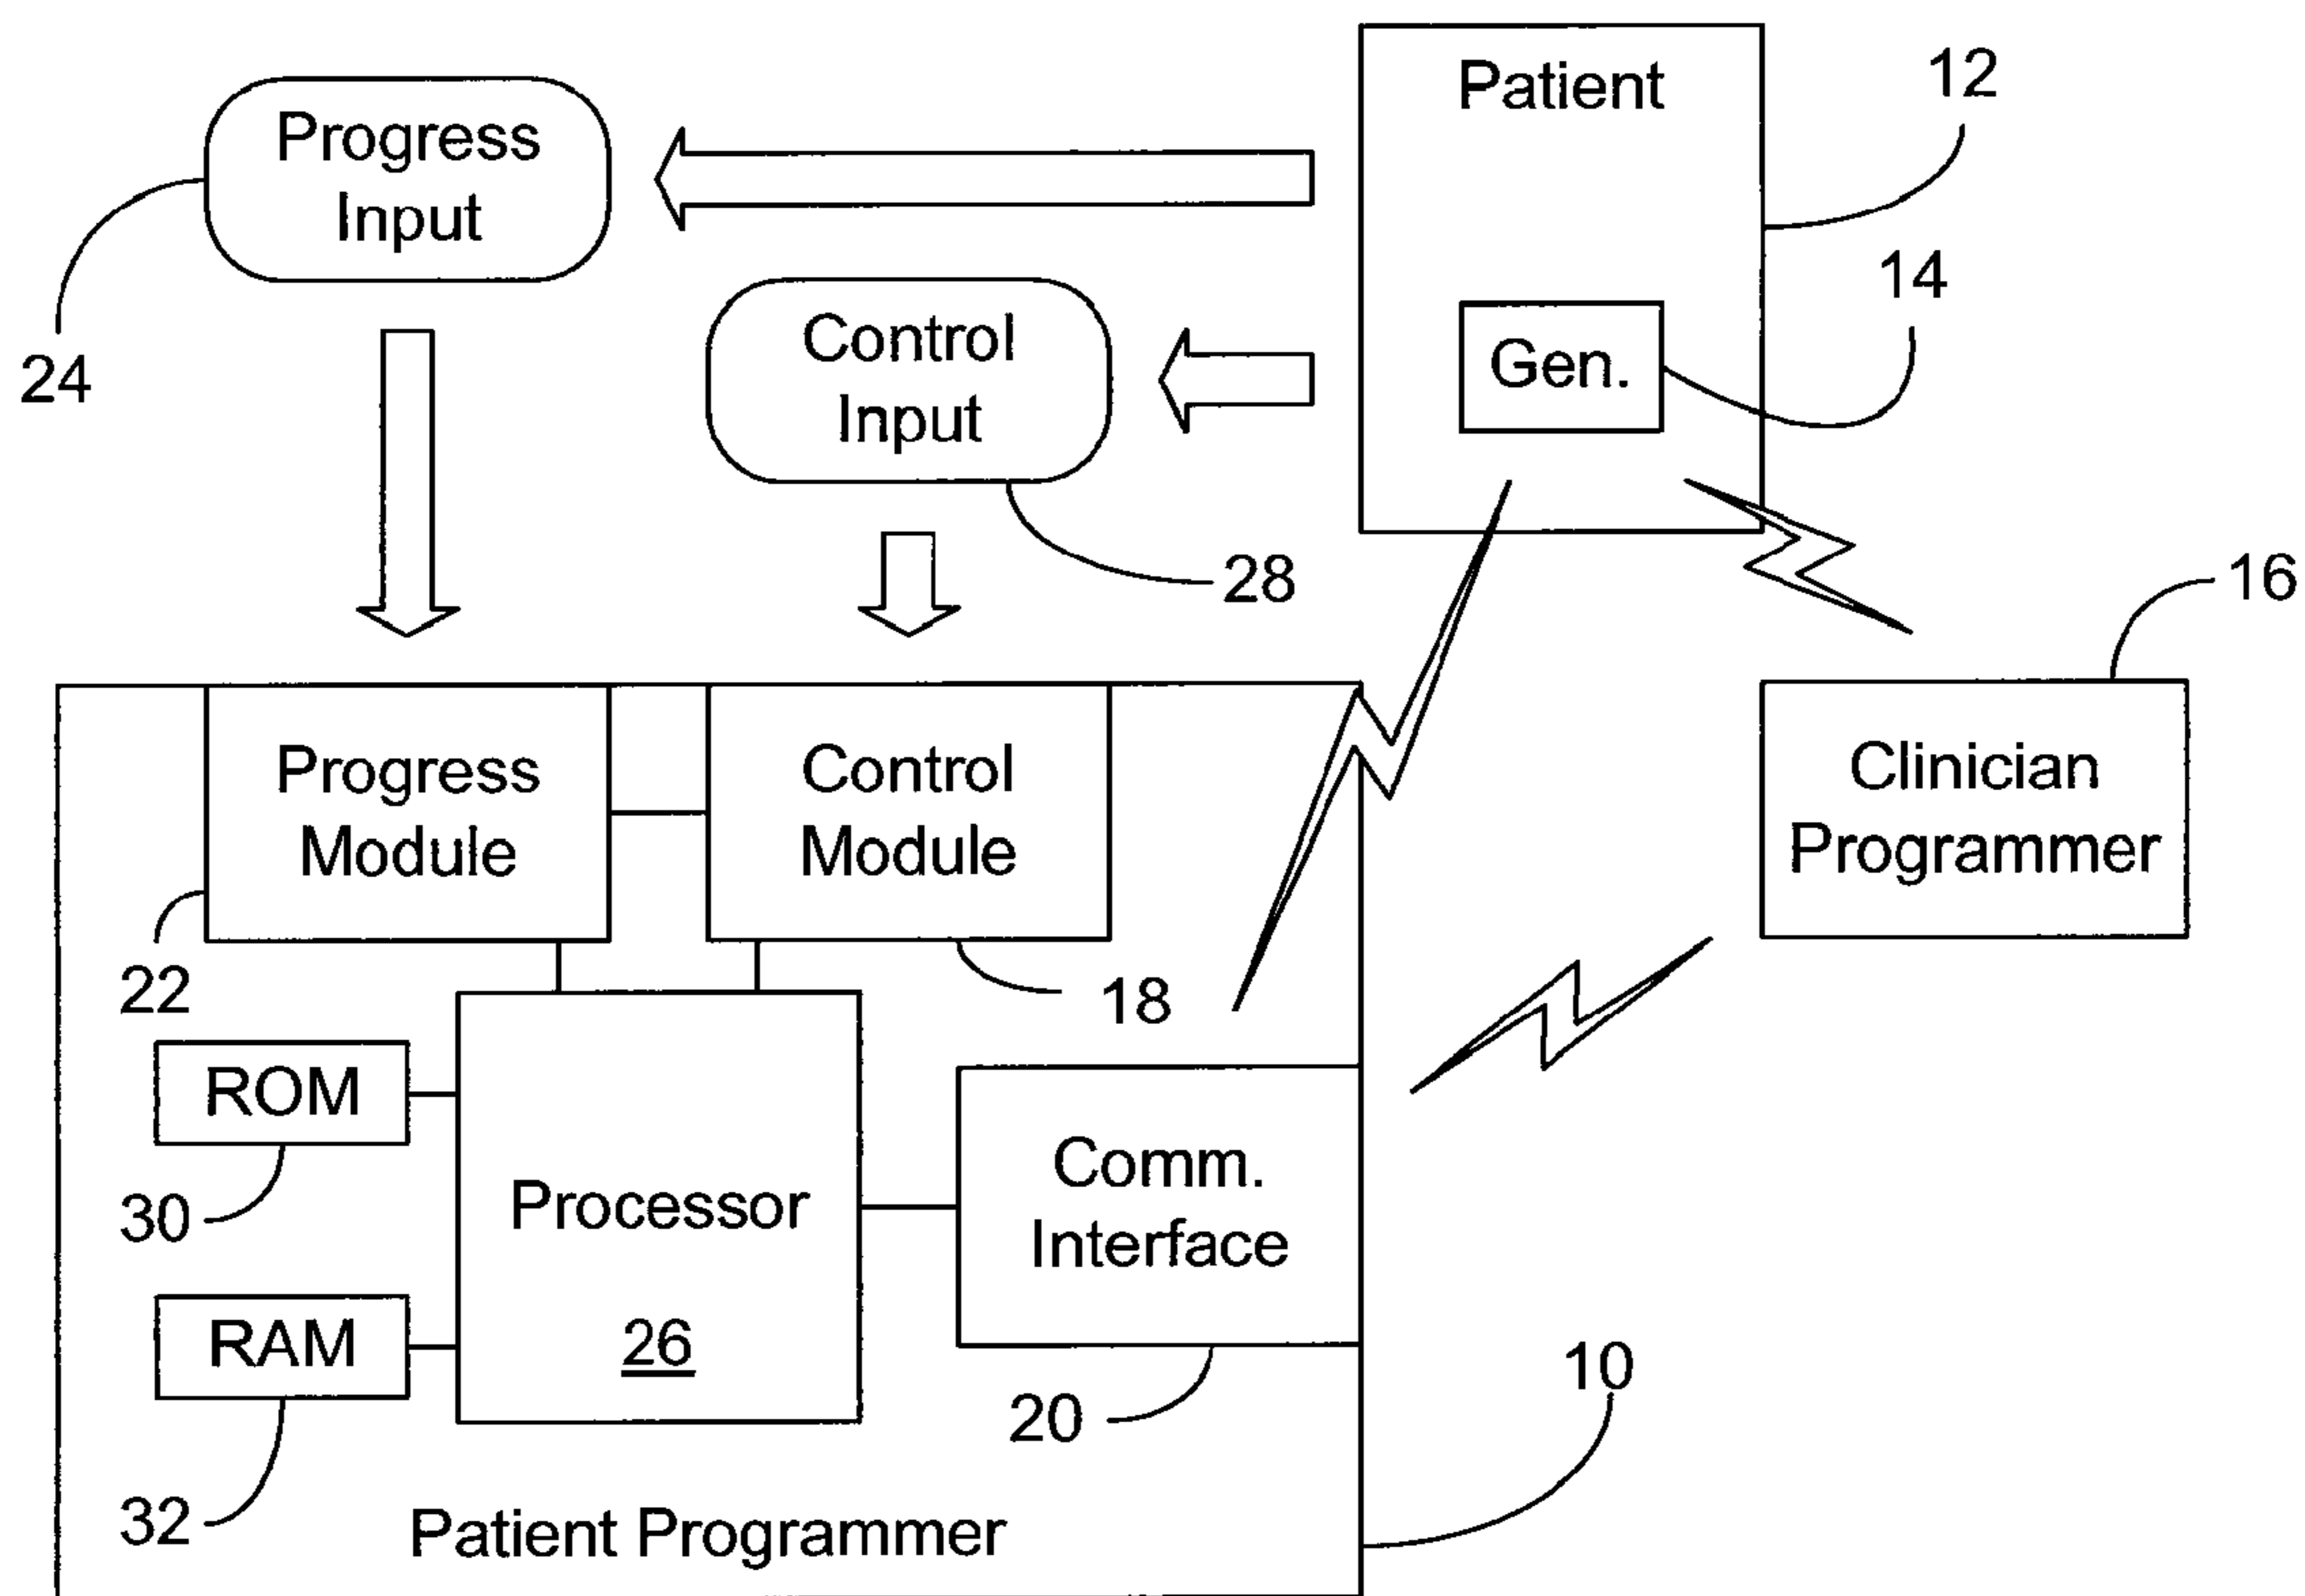 Patient
12
Progress
Input
14
Gen.
Control
Input
24
28
16
Progress
Module
Control
Module
Clinician
Programmer
22
18
ROM
Processor
26
Comm.
Interface
30
RAM
20
10
32
Patient Programmer